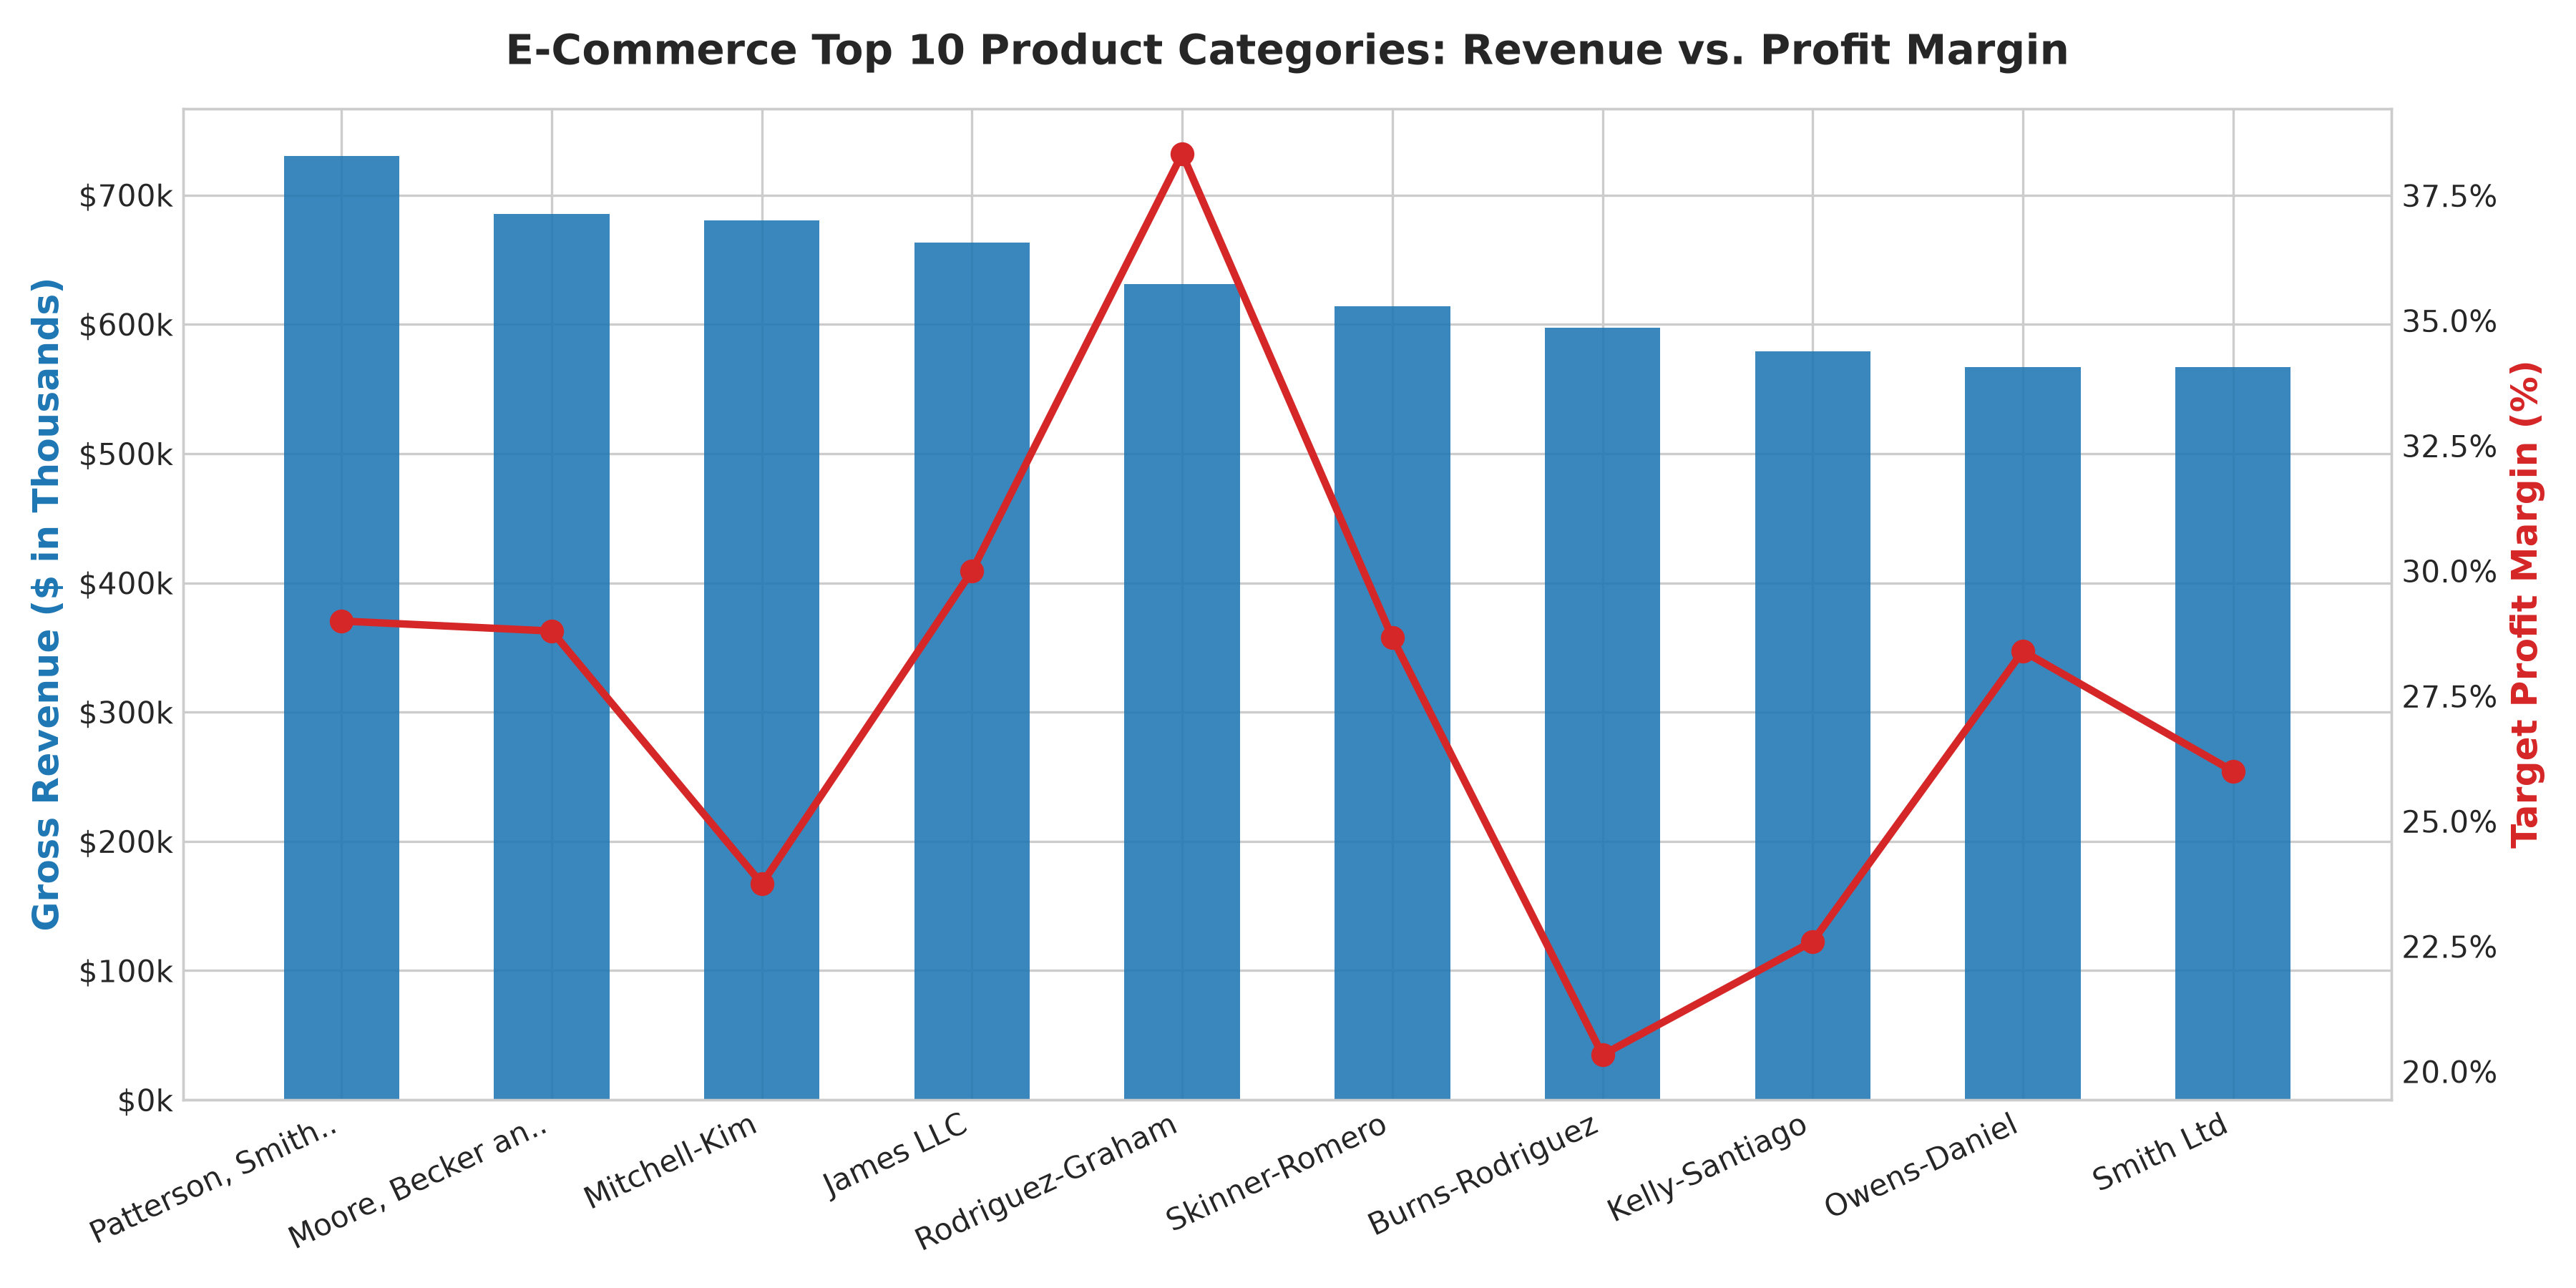 E-Commerce Top 10 Product Categories: Revenue vs. Profit Margin
Gross Revenue ($ in Thousands)
$700k
$600k
$500k
$400k
$300k
$200k
$100k
$0k
37.5%
35.0%
32.5%
30.0%
27.5%
25.0%
22.5%
20.0%
Target Profit Margin (%)
Patterson, Smith..
Moore, Becker an..
Mitchell-Kim
James LLC
Rodriguez-Graham
Skinner-Romero
Burns-Rodriguez
Kelly-Santiago
Owens-Daniel
Smith Ltd